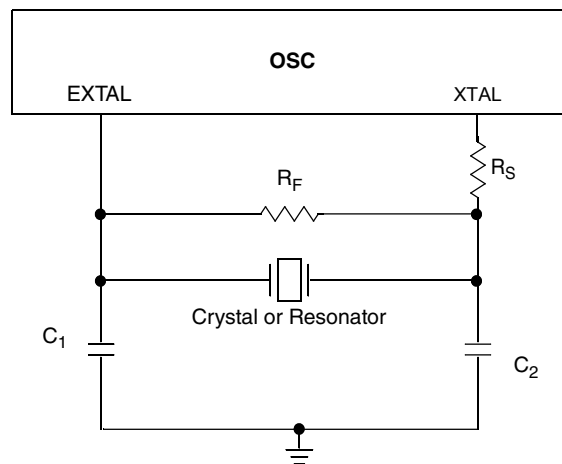 OSC
EXTAL
XTAL
RS
RF
Crystal or Resonator
C1
C2